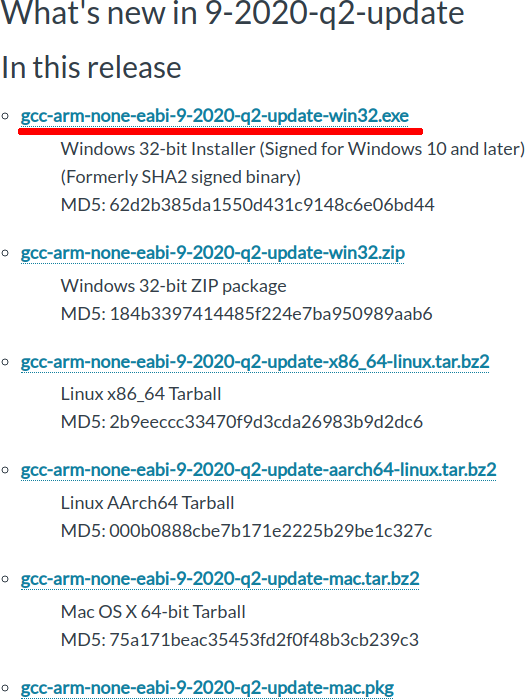 What's new in 9-2020-q2-update
In this release
gcc-arm-none-eabi-9-2020-q2-update-win32.exe
Windows 32-bit Installer (Signed for Windows 10 and later)
(Formerly SHA2 signed binary)
MD5: 62d2b385da1550d431c9148c6e06bd44
gcc-arm-none-eabi-9-2020-q2-update-win32.zip
Windows 32-bit ZIP package
MD5: 184b3397414485f224e7ba950989aab6
gcc-arm-none-eabi-9-2020-q2-update-x86_64-linux.tar.bz2
Linux x86_64 Tarball
MD5: 2b9eeccc33470f9d3cda26983b9d2dc6
gcc-arm-none-eabi-9-2020-q2-update-aarch64-linux.tar.bz2
Linux AArch64 Tarball
MD5: 000b0888cbe7b171e2225b29be1c327c
gcc-arm-none-eabi-9-2020-q2-update-mac.tar.bz2
Mac OS X 64-bit Tarball
MD5: 75a171beac35453fd2f0f48b3cb239c3
gcc-arm-none-eabi-9-2020-q2-update-mac.pkg